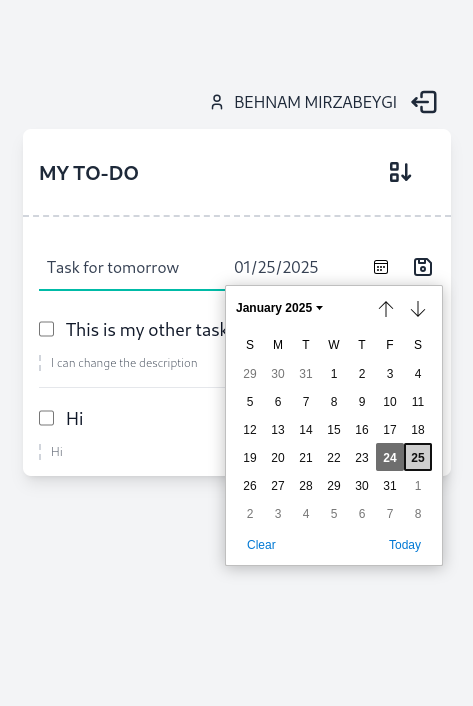 BEHNAM MIRZABEYGI
MY TO-DO
Task for tomorrow 01/25/2025
This is my other task
I can change the description
Hi
Hi
January 2025
S M T W T F S
29 30 31 1 2 3 4
5 6 7 8 9 10 11
12 13 14 15 16 17 18
19 20 21 22 23 24 25
26 27 28 29 30 31 1
2 3 4 5 6 7 8
Clear Today